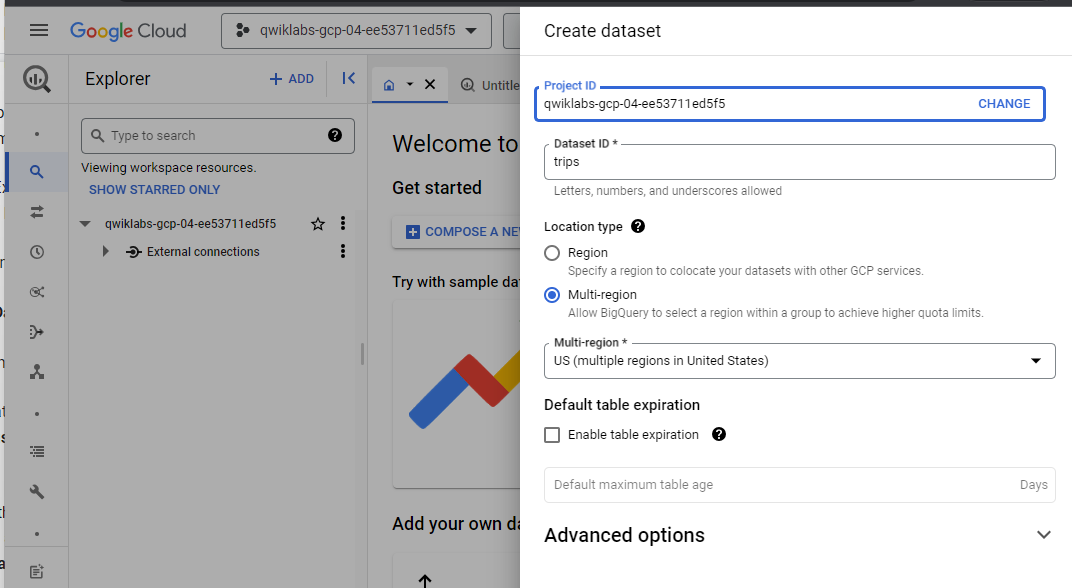 Google Cloud
qwiklabs-gcp-04-ee53711ed5f5
Explorer
+ ADD
Untitle
Type to search
Viewing workspace resources.
SHOW STARRED ONLY
qwiklabs-gcp-04-ee53711ed5f5
External connections
Welcome to
Get started
COMPOSE A NE
Try with sample da
Add your own da
Create dataset
Project ID
qwiklabs-gcp-04-ee53711ed5f5
CHANGE
Dataset ID *
trips
Letters, numbers, and underscores allowed
Location type
Region
Specify a region to colocate your datasets with other GCP services.
Multi-region
Allow BigQuery to select a region within a group to achieve higher quota limits.
Multi-region *
US (multiple regions in United States)
Default table expiration
Enable table expiration
Default maximum table age
Days
Advanced options